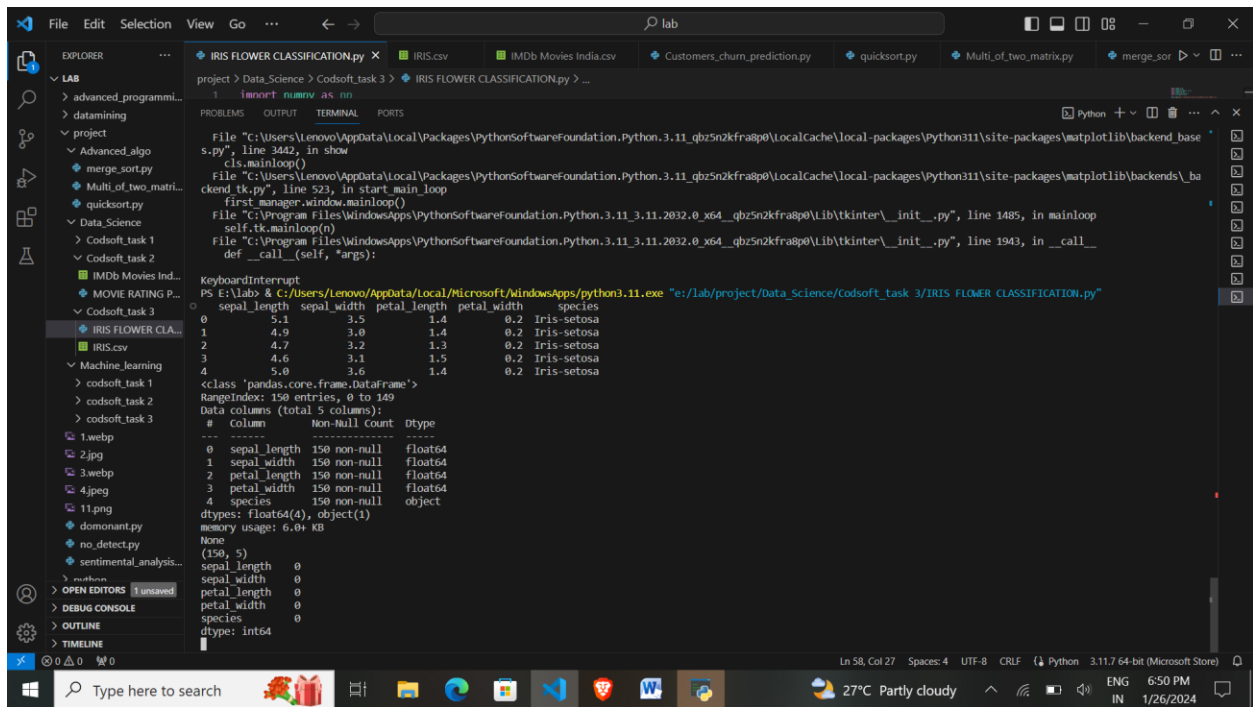 File Edit Selection View Go ··· lab
EXPLORER ···
LAB
advanced_programmi...
datamining
project
Advanced_algo
merge_sort.py
Multi_of_two_matri...
quicksort.py
Data_Science
Codsoft_task 1
Codsoft_task 2
IMDb Movies Ind...
MOVIE RATING P...
Codsoft_task 3
IRIS FLOWER CLA...
IRIS.csv
Machine_learning
codsoft_task 1
codsoft_task 2
codsoft_task 3
1.webp
2.jpg
3.webp
4.jpeg
11.png
domonant.py
no_detect.py
sentimental_analysis...
python
OPEN EDITORS 1 unsaved
DEBUG CONSOLE
OUTLINE
TIMELINE
IRIS FLOWER CLASSIFICATION.py IRIS.csv IMDb Movies India.csv Customers_churn_prediction.py quicksort.py Multi_of_two_matrix.py merge_sor
project > Data_Science > Codsoft_task 3 > IRIS FLOWER CLASSIFICATION.py > ...
1 import numpy as np
PROBLEMS OUTPUT TERMINAL PORTS Python
File "C:\Users\Lenovo\AppData\Local\Packages\PythonSoftwareFoundation.Python.3.11_qbz5n2kfra8p0\LocalCache\local-packages\Python311\site-packages\matplotlib\backend_base
s.py", line 3442, in show
cls.mainloop()
File "C:\Users\Lenovo\AppData\Local\Packages\PythonSoftwareFoundation.Python.3.11_qbz5n2kfra8p0\LocalCache\local-packages\Python311\site-packages\matplotlib\backends\_ba
ckend_tk.py", line 523, in start_main_loop
first_manager.window.mainloop()
File "C:\Program Files\WindowsApps\PythonSoftwareFoundation.Python.3.11_3.11.2032.0_x64__qbz5n2kfra8p0\Lib\tkinter\__init__.py", line 1485, in mainloop
self.tk.mainloop(n)
File "C:\Program Files\WindowsApps\PythonSoftwareFoundation.Python.3.11_3.11.2032.0_x64__qbz5n2kfra8p0\Lib\tkinter\__init__.py", line 1943, in __call__
def __call__(self, *args):
KeyboardInterrupt
PS E:\lab> & C:/Users/Lenovo/AppData/Local/Microsoft/WindowsApps/python3.11.exe "e:/lab/project/Data_Science/Codsoft_task 3/IRIS FLOWER CLASSIFICATION.py"
sepal_length sepal_width petal_length petal_width species
0 5.1 3.5 1.4 0.2 Iris-setosa
1 4.9 3.0 1.4 0.2 Iris-setosa
2 4.7 3.2 1.3 0.2 Iris-setosa
3 4.6 3.1 1.5 0.2 Iris-setosa
4 5.0 3.6 1.4 0.2 Iris-setosa
<class 'pandas.core.frame.DataFrame'>
RangeIndex: 150 entries, 0 to 149
Data columns (total 5 columns):
# Column Non-Null Count Dtype
--- ------ -------------- -----
0 sepal_length 150 non-null float64
1 sepal_width 150 non-null float64
2 petal_length 150 non-null float64
3 petal_width 150 non-null float64
4 species 150 non-null object
dtypes: float64(4), object(1)
memory usage: 6.0+ KB
None
(150, 5)
sepal_length 0
sepal_width 0
petal_length 0
petal_width 0
species 0
dtype: int64
0 0 0 Ln 58, Col 27 Spaces: 4 UTF-8 CRLF Python 3.11.7 64-bit (Microsoft Store)
Type here to search 27°C Partly cloudy ENG 6:50 PM
IN 1/26/2024